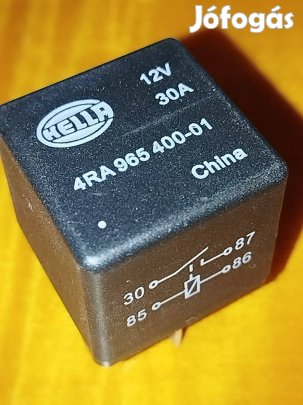 Jófogás
HELLA
12V
30A
4RA 965 400-01
China
30 87
85 86